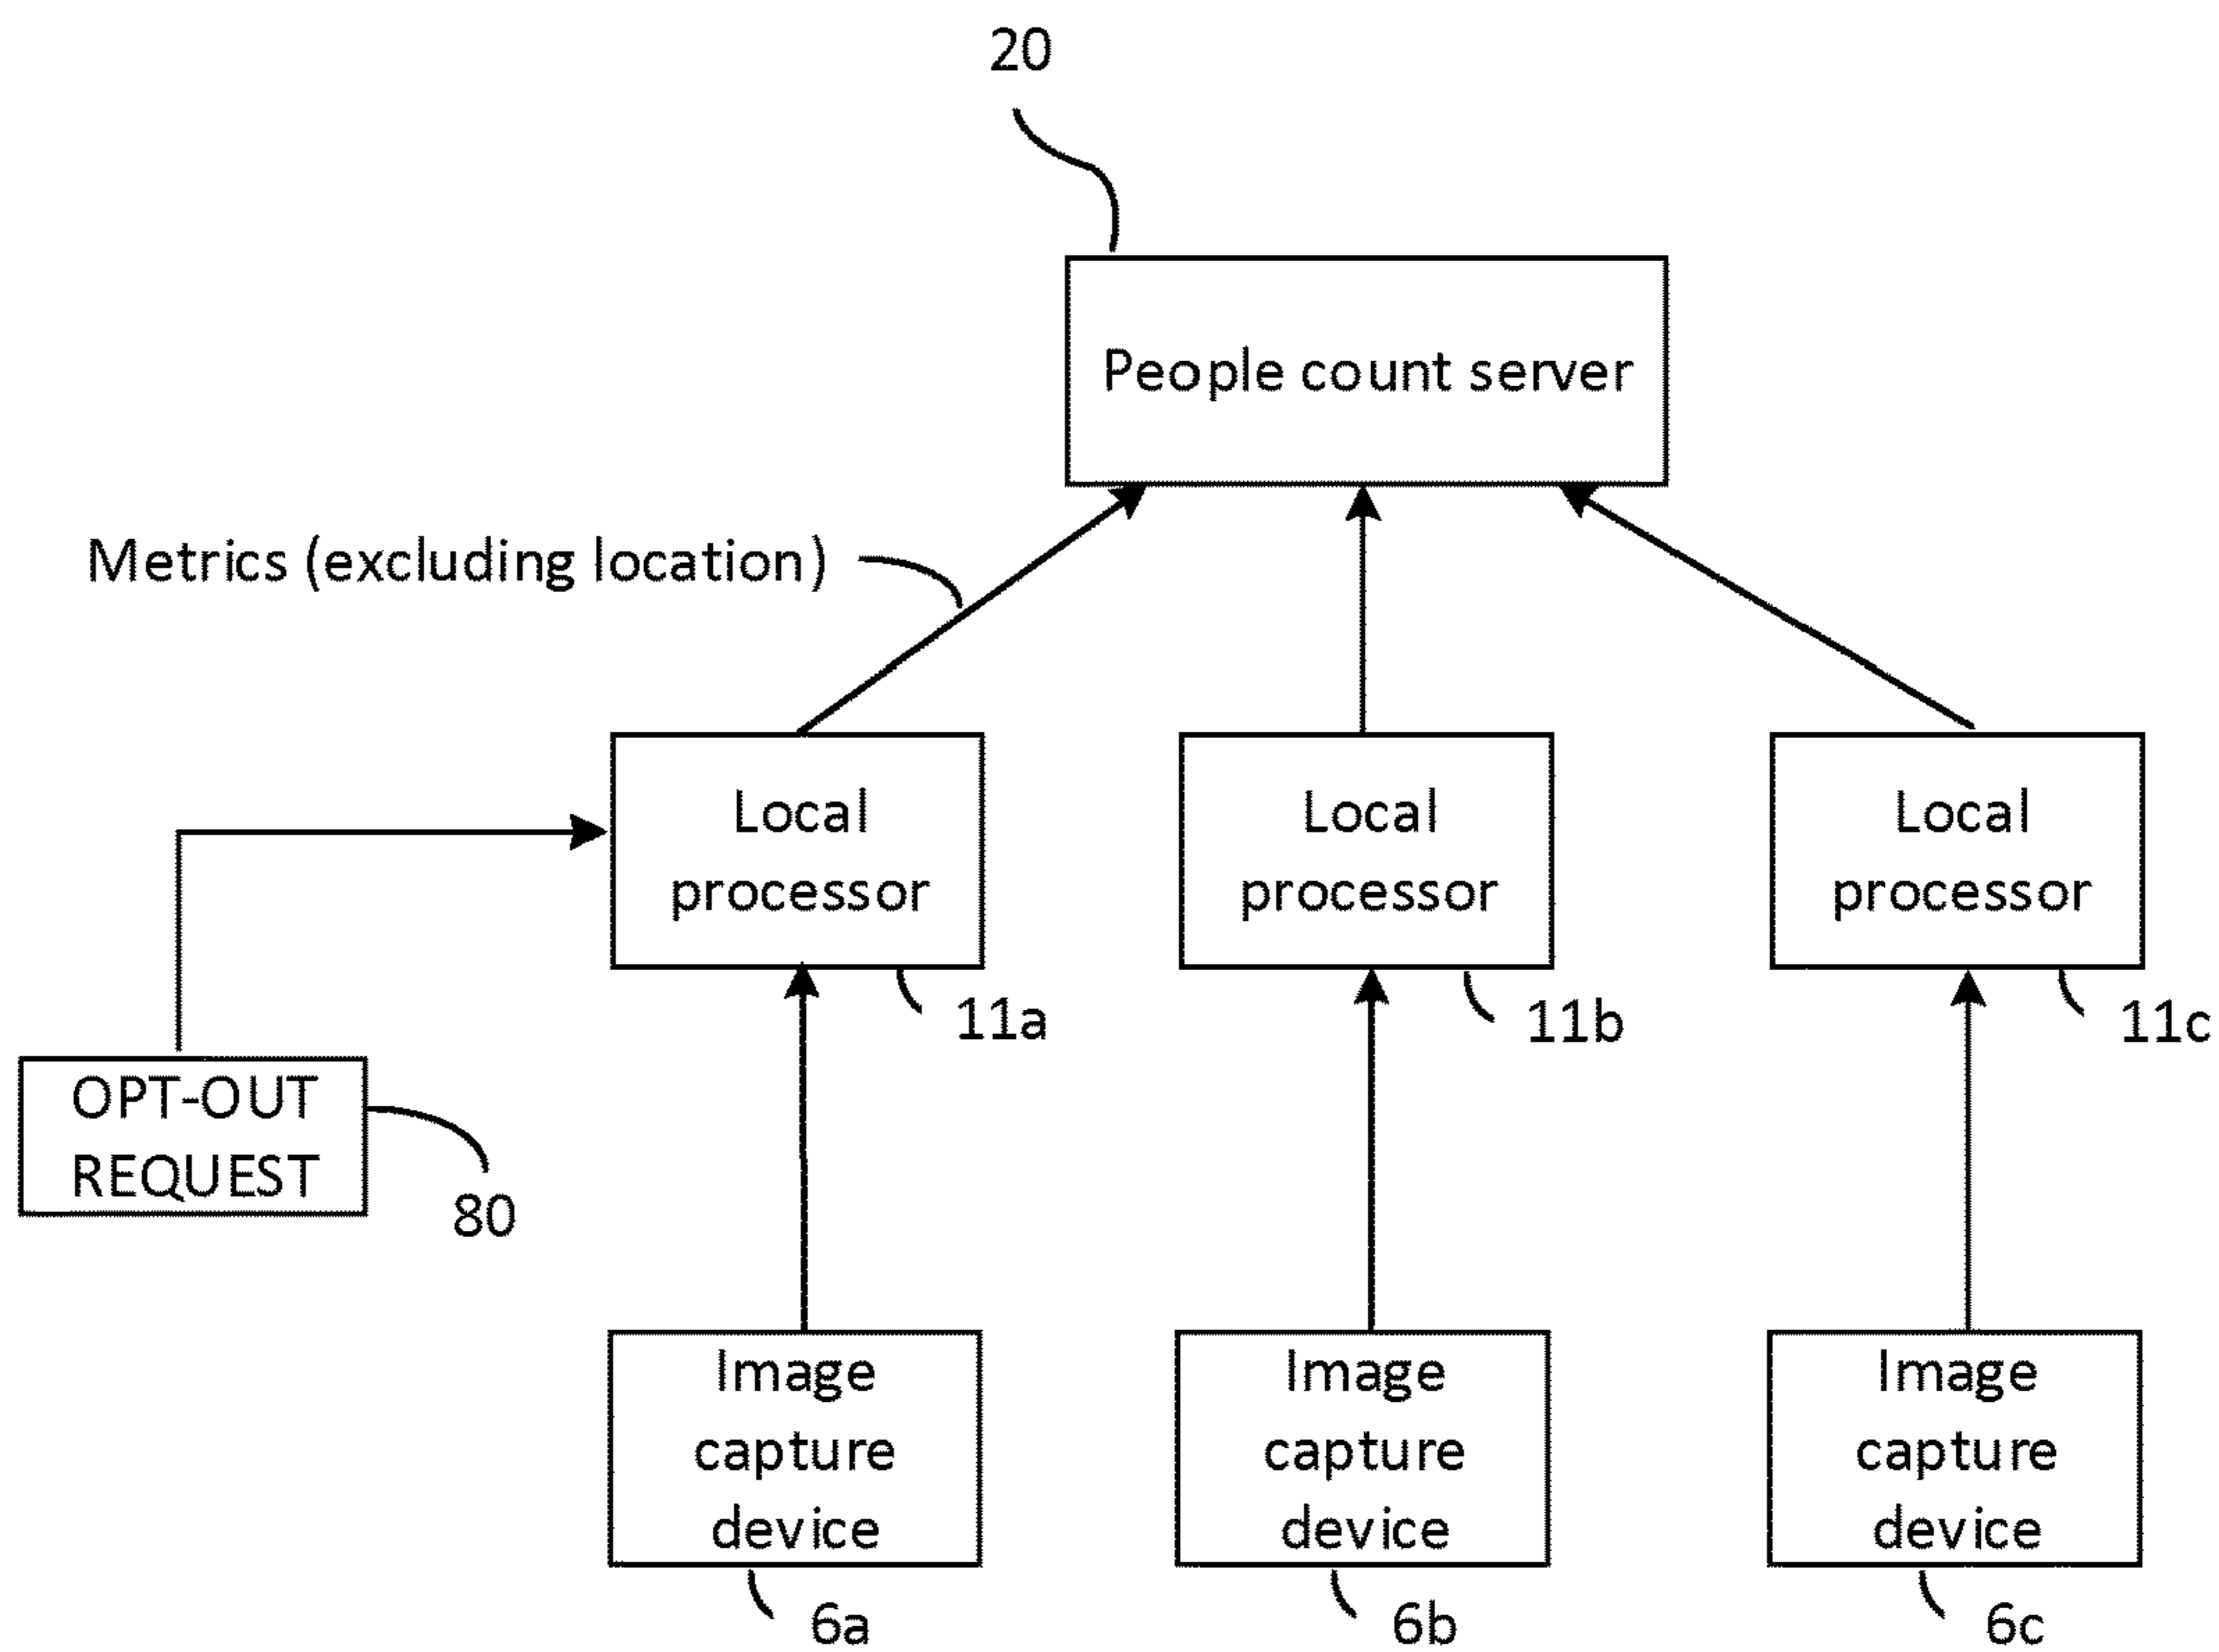 20
People count server
Metrics (excluding location)
Local
processor
Local
processor
Local
processor
11a
11b
11c
OPT-OUT
REQUEST
80
Image
capture
device
Image
capture
device
Image
capture
device
6a
6b
6c